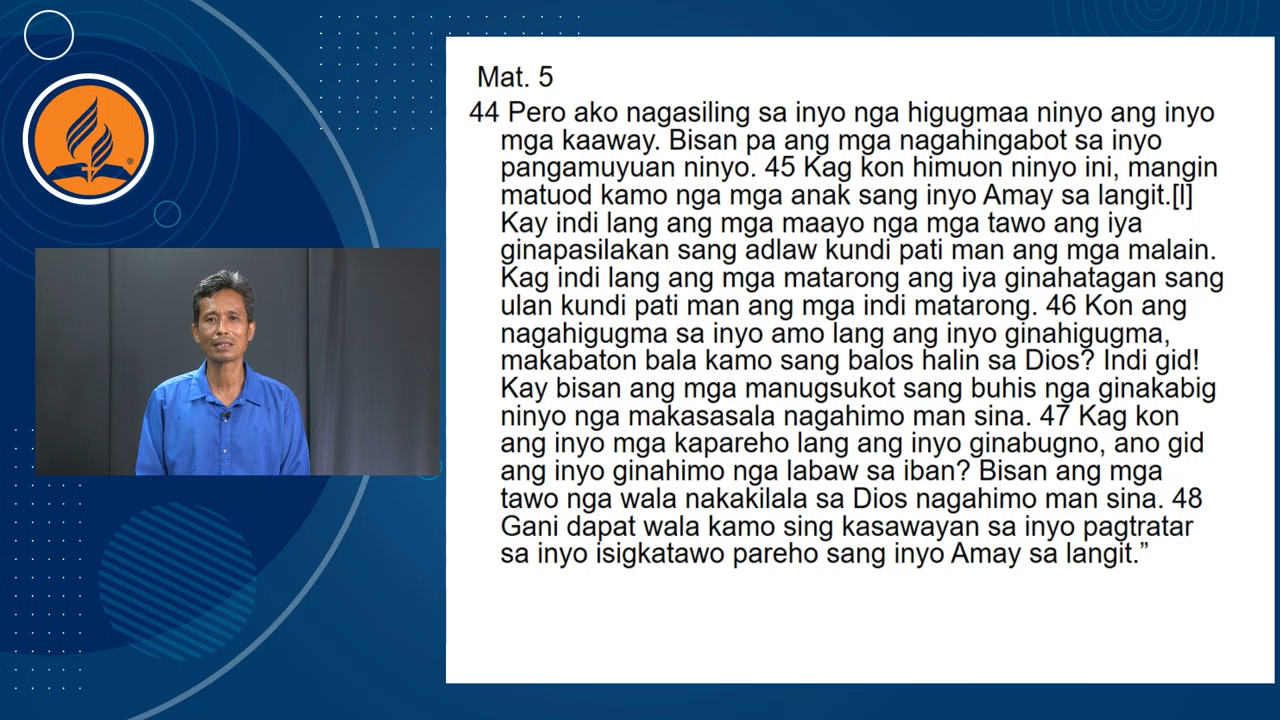 Mat. 5
44 Pero ako nagasiling sa inyo nga higugmaa ninyo ang inyo
mga kaaway. Bisan pa ang mga nagahingabot sa inyo
pangamuyuan ninyo. 45 Kag kon himuon ninyo ini, mangin
matuod kamo nga mga anak sang inyo Amay sa langit.[l]
Kay indi lang ang mga maayo nga mga tawo ang iya
ginapasilakan sang adlaw kundi pati man ang mga malain.
Kag indi lang ang mga matarong ang iya ginahatagan sang
ulan kundi pati man ang mga indi matarong. 46 Kon ang
nagahigugma sa inyo amo lang ang inyo ginahigugma,
makabaton bala kamo sang balos halin sa Dios? Indi gid!
Kay bisan ang mga manugsukot sang buhis nga ginakabig
ninyo nga makasasala nagahimo man sina. 47 Kag kon
ang inyo mga kapareho lang ang inyo ginabugno, ano gid
ang inyo ginahimo nga labaw sa iban? Bisan ang mga
tawo nga wala nakakilala sa Dios nagahimo man sina. 48
Gani dapat wala kamo sing kasawayan sa inyo pagtratar
sa inyo isigkatawo pareho sang inyo Amay sa langit.”